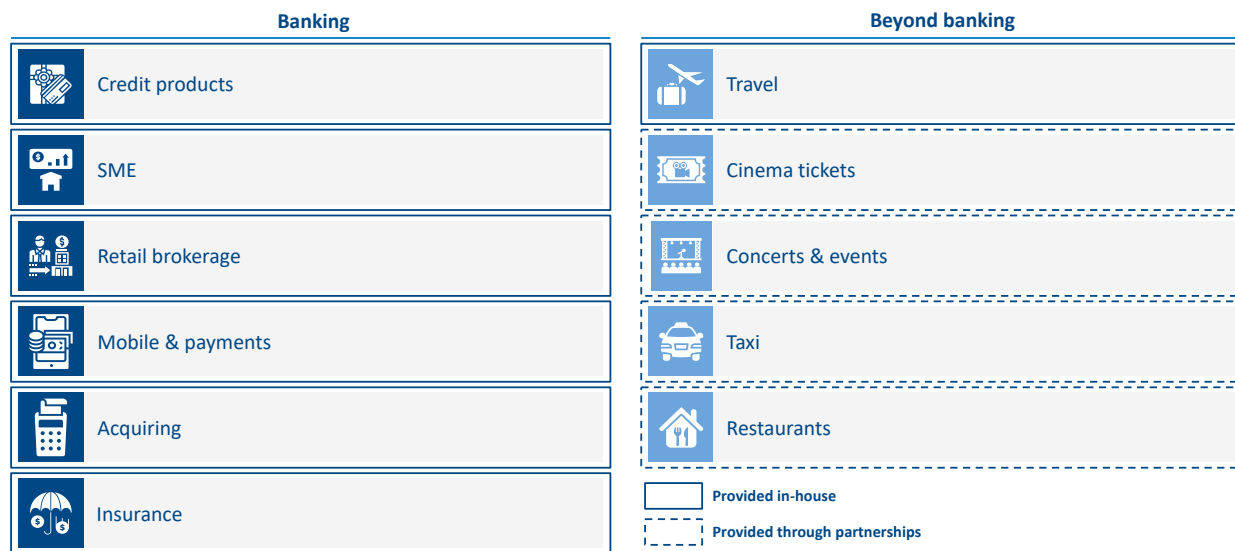 Banking
Credit products
SME
Retail brokerage
Mobile & payments
Acquiring
Insurance
Beyond banking
Travel
Cinema tickets
Concerts & events
Taxi
Restaurants
Provided in-house
Provided through partnerships